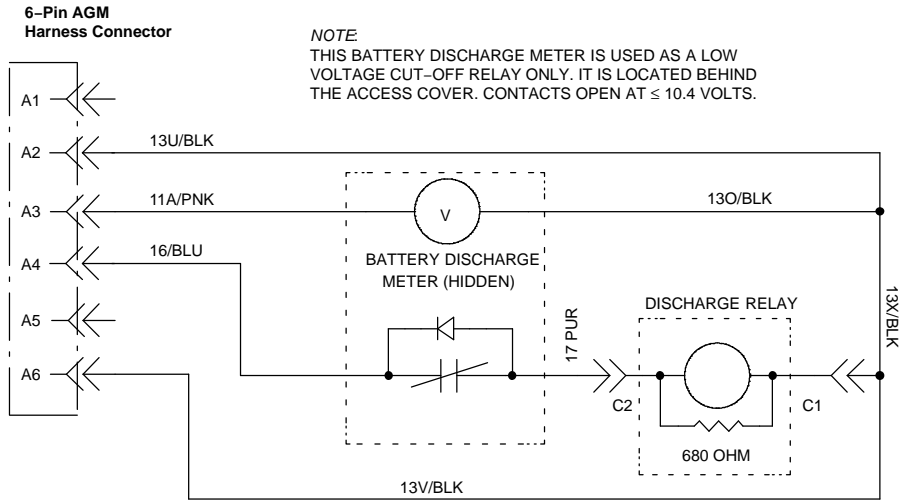 6–Pin AGM
Harness Connector
NOTE:
THIS BATTERY DISCHARGE METER IS USED AS A LOW
VOLTAGE CUT–OFF RELAY ONLY. IT IS LOCATED BEHIND
THE ACCESS COVER. CONTACTS OPEN AT ≤ 10.4 VOLTS.
A1
A2
13U/BLK
A3
11A/PNK
V
13O/BLK
A4
16/BLU
BATTERY DISCHARGE
METER (HIDDEN)
A5
17 PUR
DISCHARGE RELAY
13X/BLK
A6
C2
C1
680 OHM
13V/BLK